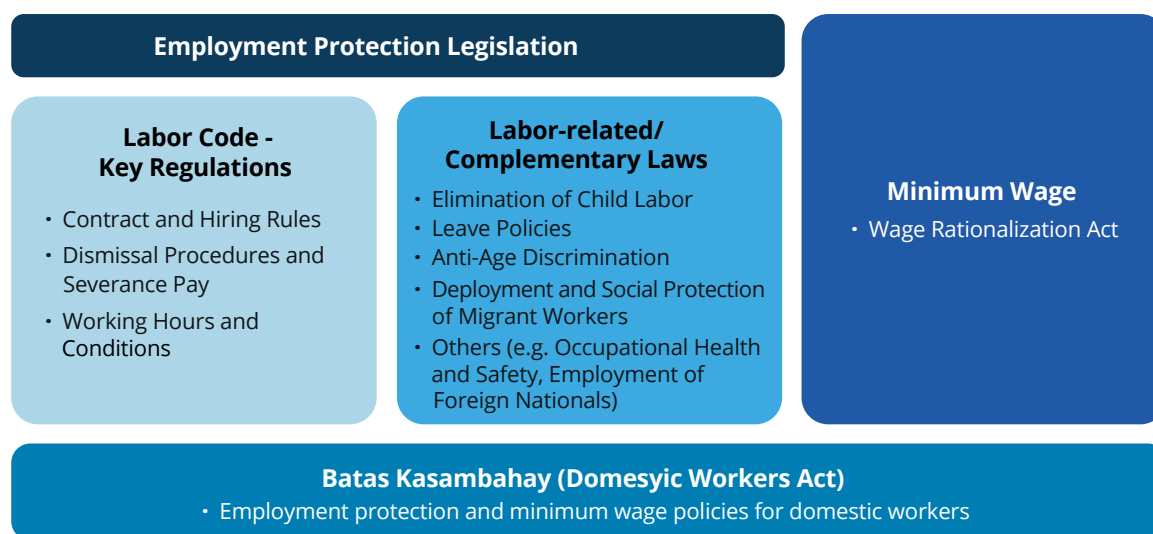 Employment Protection Legislation
Labor Code -
Key Regulations
• Contract and Hiring Rules
• Dismissal Procedures and
Severance Pay
• Working Hours and
Conditions
Labor-related/
Complementary Laws
• Elimination of Child Labor
• Leave Policies
• Anti-Age Discrimination
• Deployment and Social Protection
of Migrant Workers
• Others (e.g. Occupational Health
and Safety, Employment of
Foreign Nationals)
Minimum Wage
• Wage Rationalization Act
Batas Kasambahay (Domesyic Workers Act)
• Employment protection and minimum wage policies for domestic workers